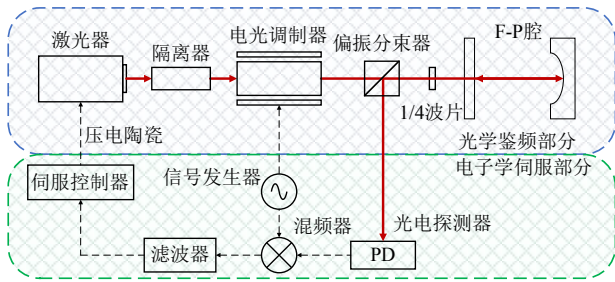 激光器
隔离器
电光调制器
偏振分束器
F-P腔
1/4波片
压电陶瓷
光学鉴频部分
电子学伺服部分
伺服控制器
信号发生器
混频器
光电探测器
滤波器
PD